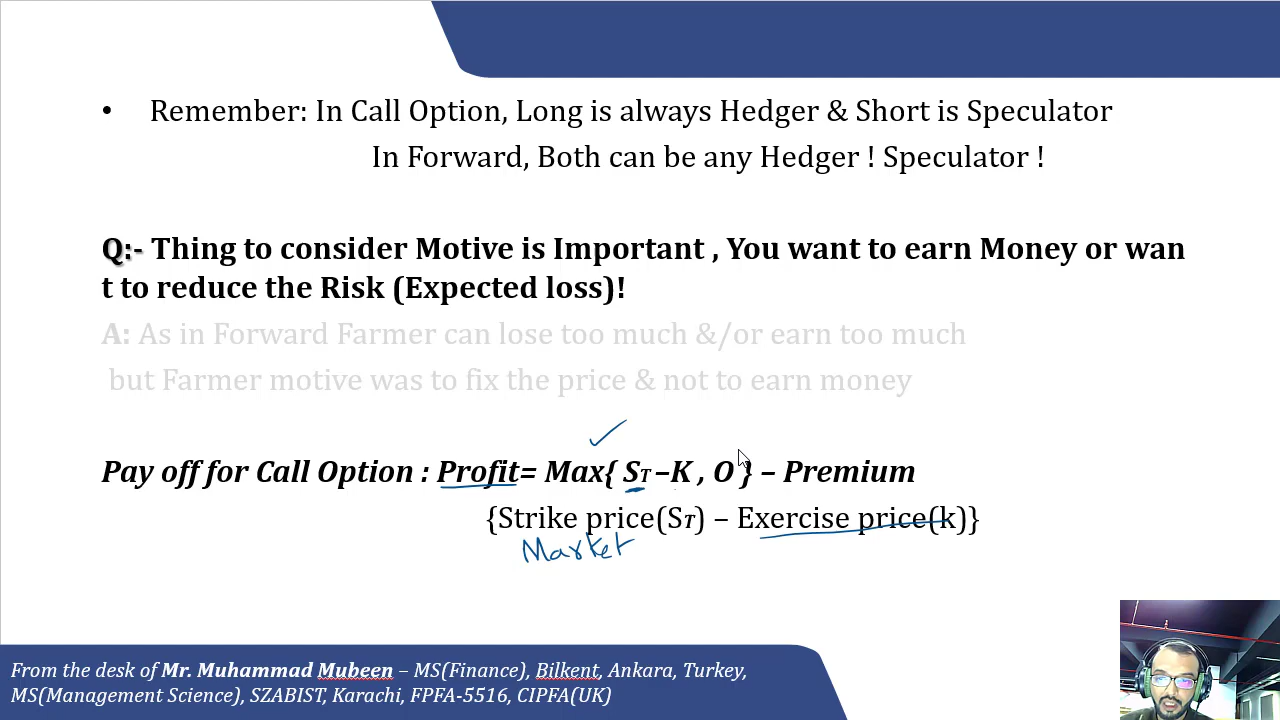 • Remember: In Call Option, Long is always Hedger & Short is Speculator
In Forward, Both can be any Hedger ! Speculator !
Q:- Thing to consider Motive is Important , You want to earn Money or wan
t to reduce the Risk (Expected loss)!
A: As in Forward Farmer can lose too much &/or earn too much
but Farmer motive was to fix the price & not to earn money
Pay off for Call Option : Profit= Max{ ST –K , O } – Premium
{Strike price(ST) – Exercise price(k)}
Market
From the desk of Mr. Muhammad Mubeen – MS(Finance), Bilkent, Ankara, Turkey,
MS(Management Science), SZABIST, Karachi, FPFA-5516, CIPFA(UK)